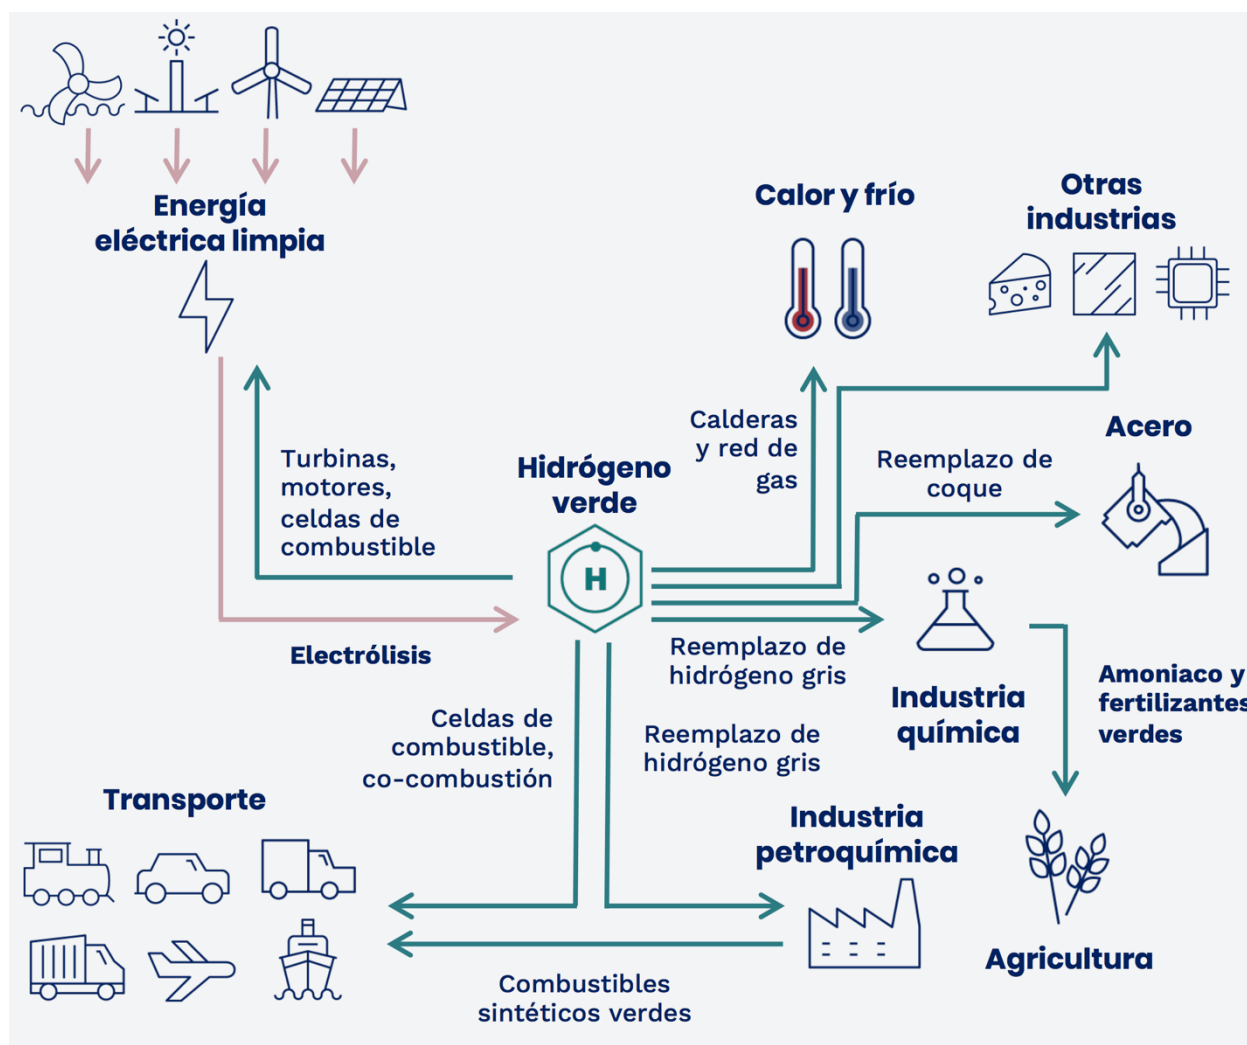 Energía
eléctrica limpia
Calor y frío
Otras
industrias
Turbinas,
motores,
celdas de
combustible
Hidrógeno
verde
H
Calderas
y red de
gas
Reemplazo de
coque
Acero
Electrólisis
Reemplazo de
hidrógeno gris
Industria
química
Amoniaco y
fertilizantes
verdes
Celdas de
combustible,
co-combustión
Reemplazo de
hidrógeno gris
Transporte
Industria
petroquímica
Agricultura
Combustibles
sintéticos verdes